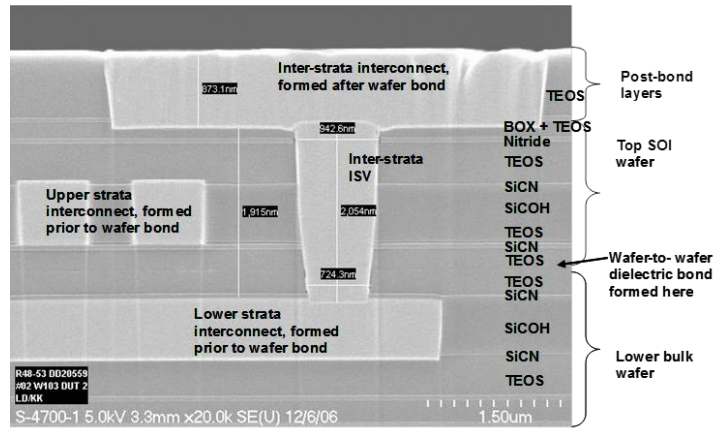 Inter-strata interconnect,
formed after wafer bond
873.1nm
TEOS
Post-bond
layers
942.6nm
BOX + TEOS
Nitride
TEOS
Top SOI
wafer
Inter-strata
ISV
SiCN
Upper strata
interconnect, formed
prior to wafer bond
1,915nm
2,054nm
SiCOH
TEOS
SiCN
TEOS
Wafer-to- wafer
dielectric bond
formed here
724.3nm
TEOS
SiCN
Lower strata
interconnect, formed
prior to wafer bond
SiCOH
SiCN
Lower bulk
wafer
TEOS
R48-53 DD20559
#02 W103 DUT 2
LD/KK
S-4700-1 5.0kV 3.3mm x20.0k SE(U) 12/6/06
1.50um